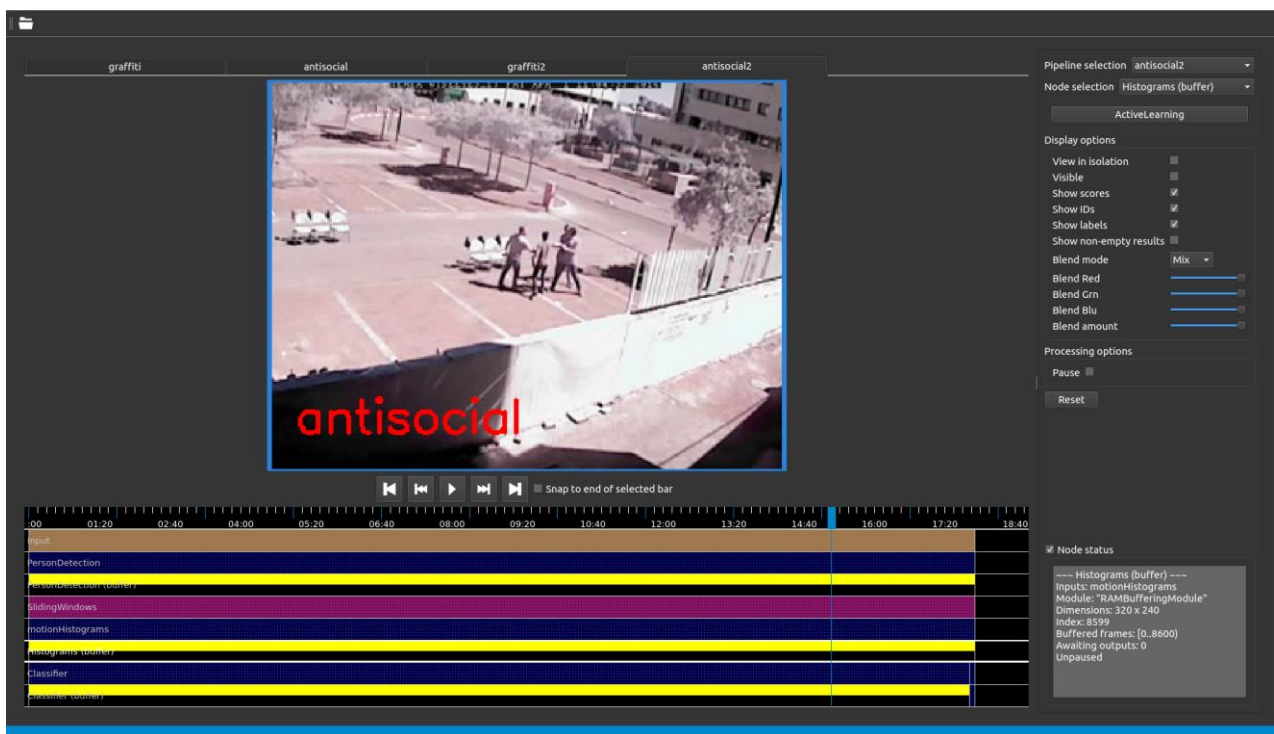 graffiti
antisocial
graffiti2
antisocial2
antisocial
Snap to end of selected bar
:00 01:20 02:40 04:00 05:20 06:40 08:00 09:20 10:40 12:00 13:20 14:40 16:00 17:20 18:40
Input
PersonDetection
PersonDetection (buffer)
SlidingWindows
motionHistograms
Histograms (buffer)
Classifier
Classifier (buffer)
Pipeline selection antisocial2
Node selection Histograms (buffer)
ActiveLearning
Display options
View in isolation
Visible
Show scores
Show IDs
Show labels
Show non-empty results
Blend mode Mix
Blend Red
Blend Grn
Blend Blu
Blend amount
Processing options
Pause
Reset
Node status
~~~ Histograms (buffer) ~~~
Inputs: motionHistograms
Module: "RAMBufferingModule"
Dimensions: 320 x 240
Index: 8599
Buffered frames: [0..8600)
Awaiting outputs: 0
Unpaused